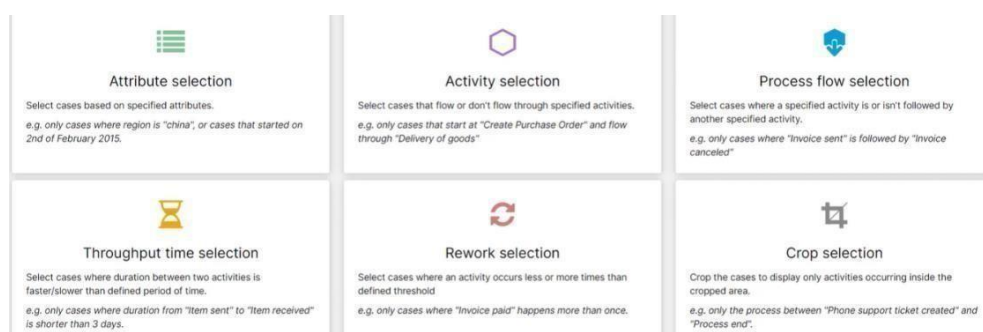 Attribute selection
Select cases based on specified attributes.
e.g. only cases where region is "china", or cases that started on
2nd of February 2015.
Activity selection
Select cases that flow or don't flow through specified activities.
e.g. only cases that start at "Create Purchase Order" and flow
through "Delivery of goods"
Process flow selection
Select cases where a specified activity is or isn't followed by
another specified activity.
e.g. only cases where "Invoice sent" is followed by "Invoice
canceled"
Throughput time selection
Select cases where duration between two activities is
faster/slower than defined period of time.
e.g. only cases where duration from "Item sent" to "Item received"
is shorter than 3 days.
Rework selection
Select cases where an activity occurs less or more times than
defined threshold
e.g. only cases where "Invoice paid" happens more than once.
Crop selection
Crop the cases to display only activities occurring inside the
cropped area.
e.g. only the process between "Phone support ticket created" and
"Process end".